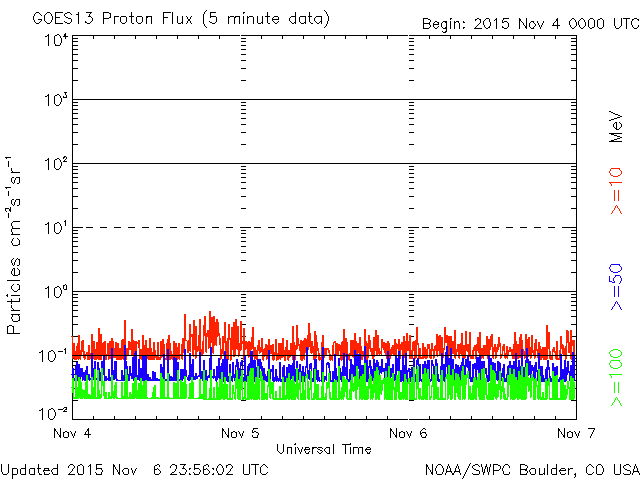 GOES13 Proton Flux (5 minute data)
Begin: 2015 Nov 4 0000 UTC
Particles cm⁻²s⁻¹sr⁻¹
10⁴
10³
10²
10¹
10⁰
10⁻¹
10⁻²
Nov 4 Nov 5 Nov 6 Nov 7
Universal Time
MeV
>=10
>=50
>=100
Updated 2015 Nov 6 23:56:02 UTC
NOAA/SWPC Boulder, CO USA